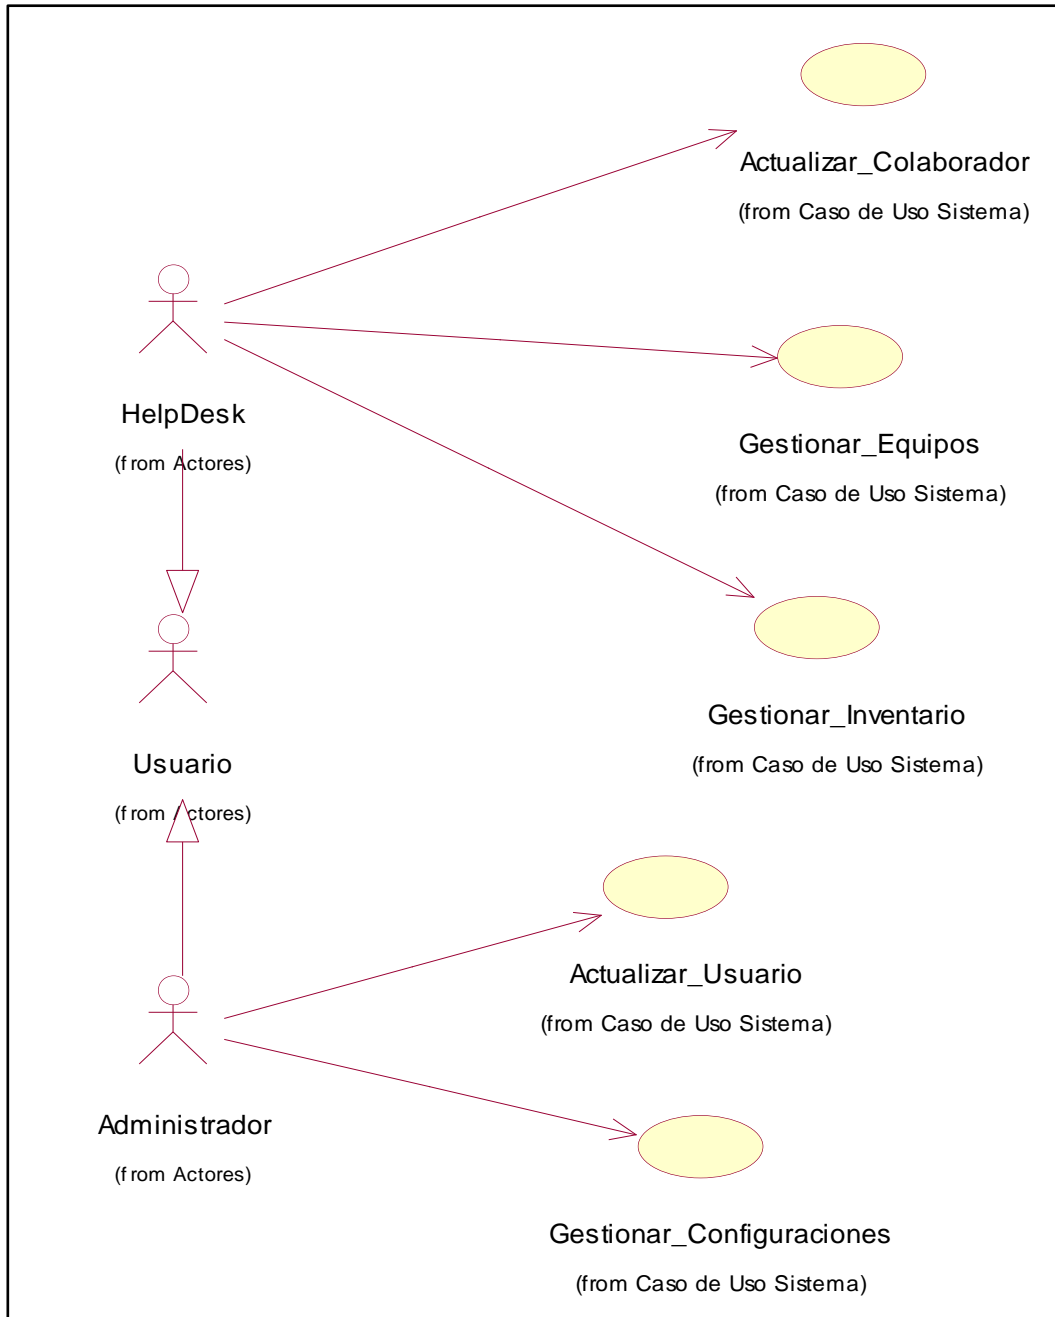 Actualizar_Colaborador
(from Caso de Uso Sistema)
HelpDesk
(from Actores)
Gestionar_Equipos
(from Caso de Uso Sistema)
Gestionar_Inventario
(from Caso de Uso Sistema)
Usuario
(from Actores)
Actualizar_Usuario
(from Caso de Uso Sistema)
Administrador
(from Actores)
Gestionar_Configuraciones
(from Caso de Uso Sistema)